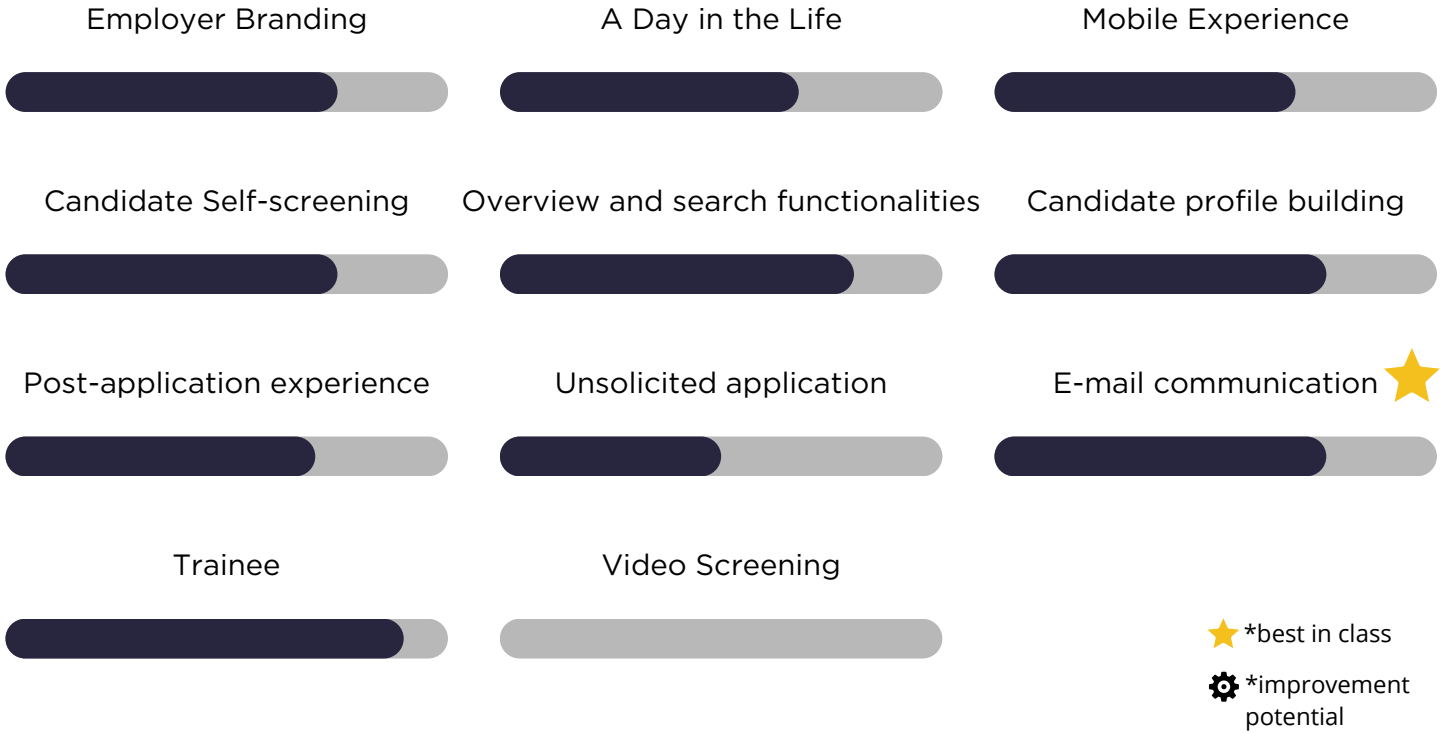 Employer Branding
A Day in the Life
Mobile Experience
Candidate Self-screening
Overview and search functionalities
Candidate profile building
Post-application experience
Unsolicited application
E-mail communication
Trainee
Video Screening
*best in class
*improvement
potential